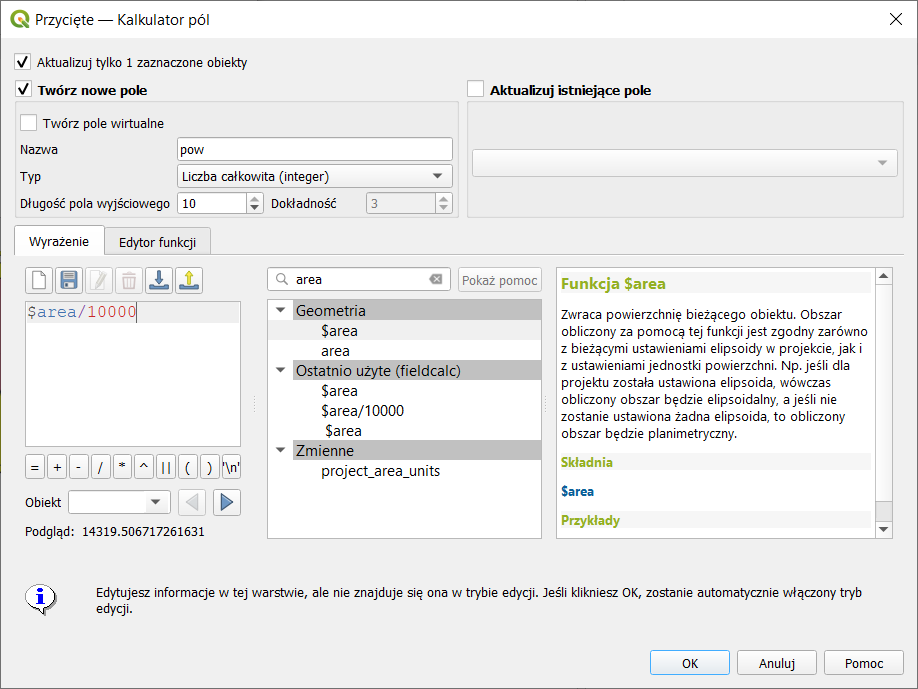 Przycięte — Kalkulator pól
Aktualizuj tylko 1 zaznaczone obiekty
Twórz nowe pole
Aktualizuj istniejące pole
Twórz pole wirtualne
Nazwa
pow
Typ
Liczba całkowita (integer)
Długość pola wyjściowego
10
Dokładność
3
Wyrażenie
Edytor funkcji
$area/10000
= + - / * ^ || ( ) '\n'
Obiekt
Podgląd: 14319.506717261631
area
Pokaż pomoc
Geometria
$area
area
Ostatnio użyte (fieldcalc)
$area
$area/10000
$area
Zmienne
project_area_units
Funkcja $area
Zwraca powierzchnię bieżącego obiektu. Obszar
obliczony za pomocą tej funkcji jest zgodny zarówno
z bieżącymi ustawieniami elipsoidy w projekcie, jak i
z ustawieniami jednostki powierzchni. Np. jeśli dla
projektu została ustawiona elipsoida, wówczas
obliczony obszar będzie elipsoidalny, a jeśli nie
zostanie ustawiona żadna elipsoida, to obliczony
obszar będzie planimetryczny.
Składnia
$area
Przykłady
Edytujesz informacje w tej warstwie, ale nie znajduje się ona w trybie edycji. Jeśli klikniesz OK, zostanie automatycznie włączony tryb
edycji.
OK
Anuluj
Pomoc